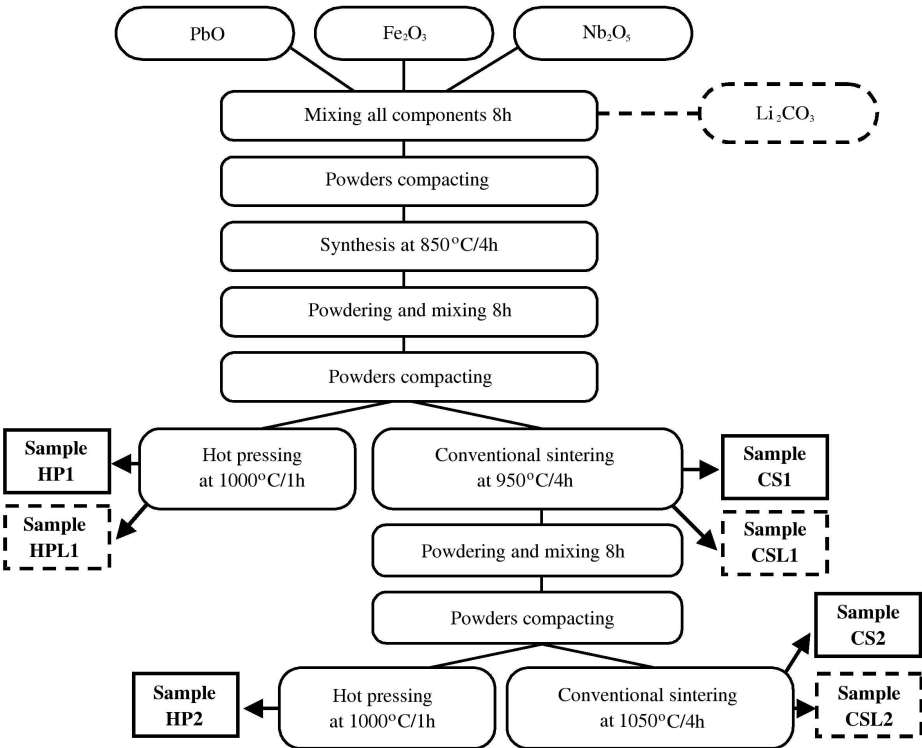 PbO
Fe₂O₃
Nb₂O₅
Mixing all components 8h
Li₂CO₃
Powders compacting
Synthesis at 850°C/4h
Powdering and mixing 8h
Powders compacting
Sample
HP1
Hot pressing
at 1000°C/1h
Conventional sintering
at 950°C/4h
Sample
CS1
Sample
HPL1
Sample
CSL1
Powdering and mixing 8h
Powders compacting
Sample
CS2
Sample
HP2
Hot pressing
at 1000°C/1h
Conventional sintering
at 1050°C/4h
Sample
CSL2